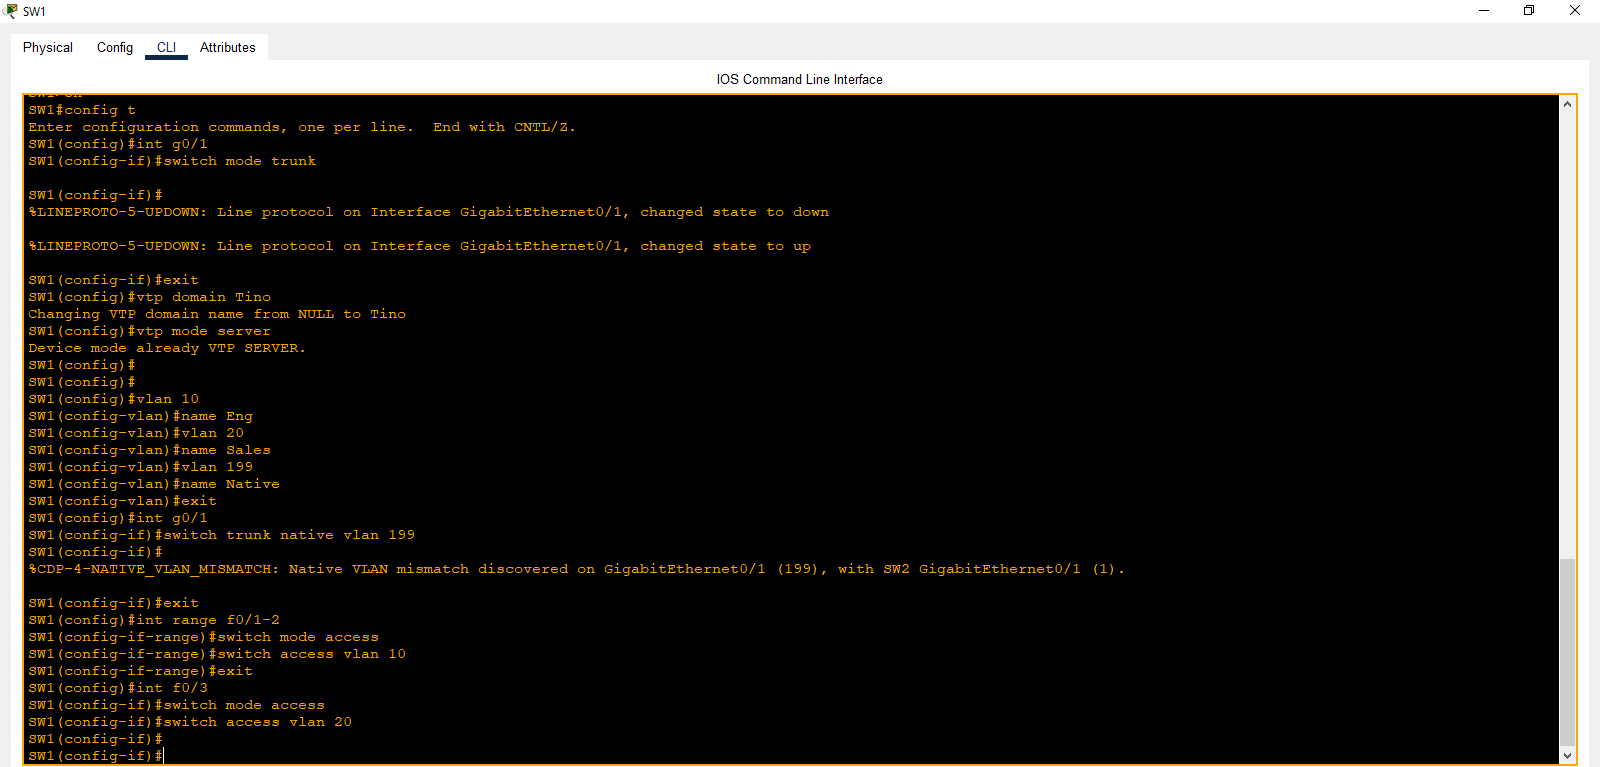 SW1
Physical Config CLI Attributes
IOS Command Line Interface
SW1#config t
Enter configuration commands, one per line.  End with CNTL/Z.
SW1(config)#int g0/1
SW1(config-if)#switch mode trunk
SW1(config-if)#
%LINEPROTO-5-UPDOWN: Line protocol on Interface GigabitEthernet0/1, changed state to down
%LINEPROTO-5-UPDOWN: Line protocol on Interface GigabitEthernet0/1, changed state to up
SW1(config-if)#exit
SW1(config)#vtp domain Tino
Changing VTP domain name from NULL to Tino
SW1(config)#vtp mode server
Device mode already VTP SERVER.
SW1(config)#
SW1(config)#
SW1(config)#vlan 10
SW1(config-vlan)#name Eng
SW1(config-vlan)#vlan 20
SW1(config-vlan)#name Sales
SW1(config-vlan)#vlan 199
SW1(config-vlan)#name Native
SW1(config-vlan)#exit
SW1(config)#int g0/1
SW1(config-if)#switch trunk native vlan 199
SW1(config-if)#
%CDP-4-NATIVE_VLAN_MISMATCH: Native VLAN mismatch discovered on GigabitEthernet0/1 (199), with SW2 GigabitEthernet0/1 (1).
SW1(config-if)#exit
SW1(config)#int range f0/1-2
SW1(config-if-range)#switch mode access
SW1(config-if-range)#switch access vlan 10
SW1(config-if-range)#exit
SW1(config)#int f0/3
SW1(config-if)#switch mode access
SW1(config-if)#switch access vlan 20
SW1(config-if)#
SW1(config-if)#